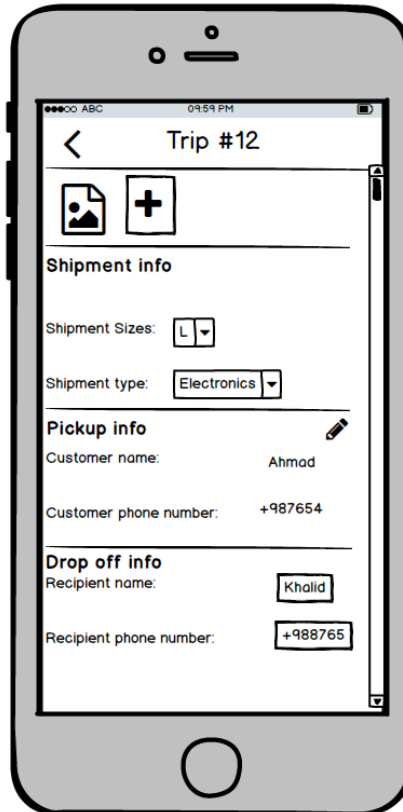 ABC 09:59 PM
Trip #12
Shipment info
Shipment Sizes: L
Shipment type: Electronics
Pickup info
Customer name: Ahmad
Customer phone number: +987654
Drop off info
Recipient name: Khalid
Recipient phone number: +988765